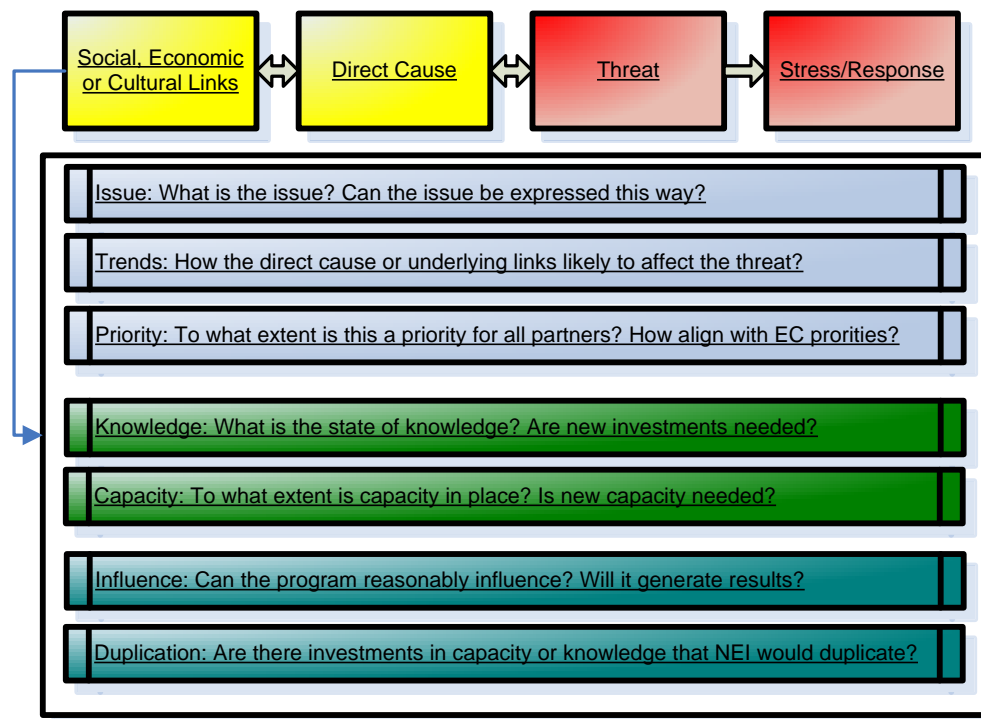 Social, Economic
or Cultural Links
Direct Cause
Threat
Stress/Response
Issue: What is the issue? Can the issue be expressed this way?
Trends: How the direct cause or underlying links likely to affect the threat?
Priority: To what extent is this a priority for all partners? How align with EC prorities?
Knowledge: What is the state of knowledge? Are new investments needed?
Capacity: To what extent is capacity in place? Is new capacity needed?
Influence: Can the program reasonably influence? Will it generate results?
Duplication: Are there investments in capacity or knowledge that NEI would duplicate?